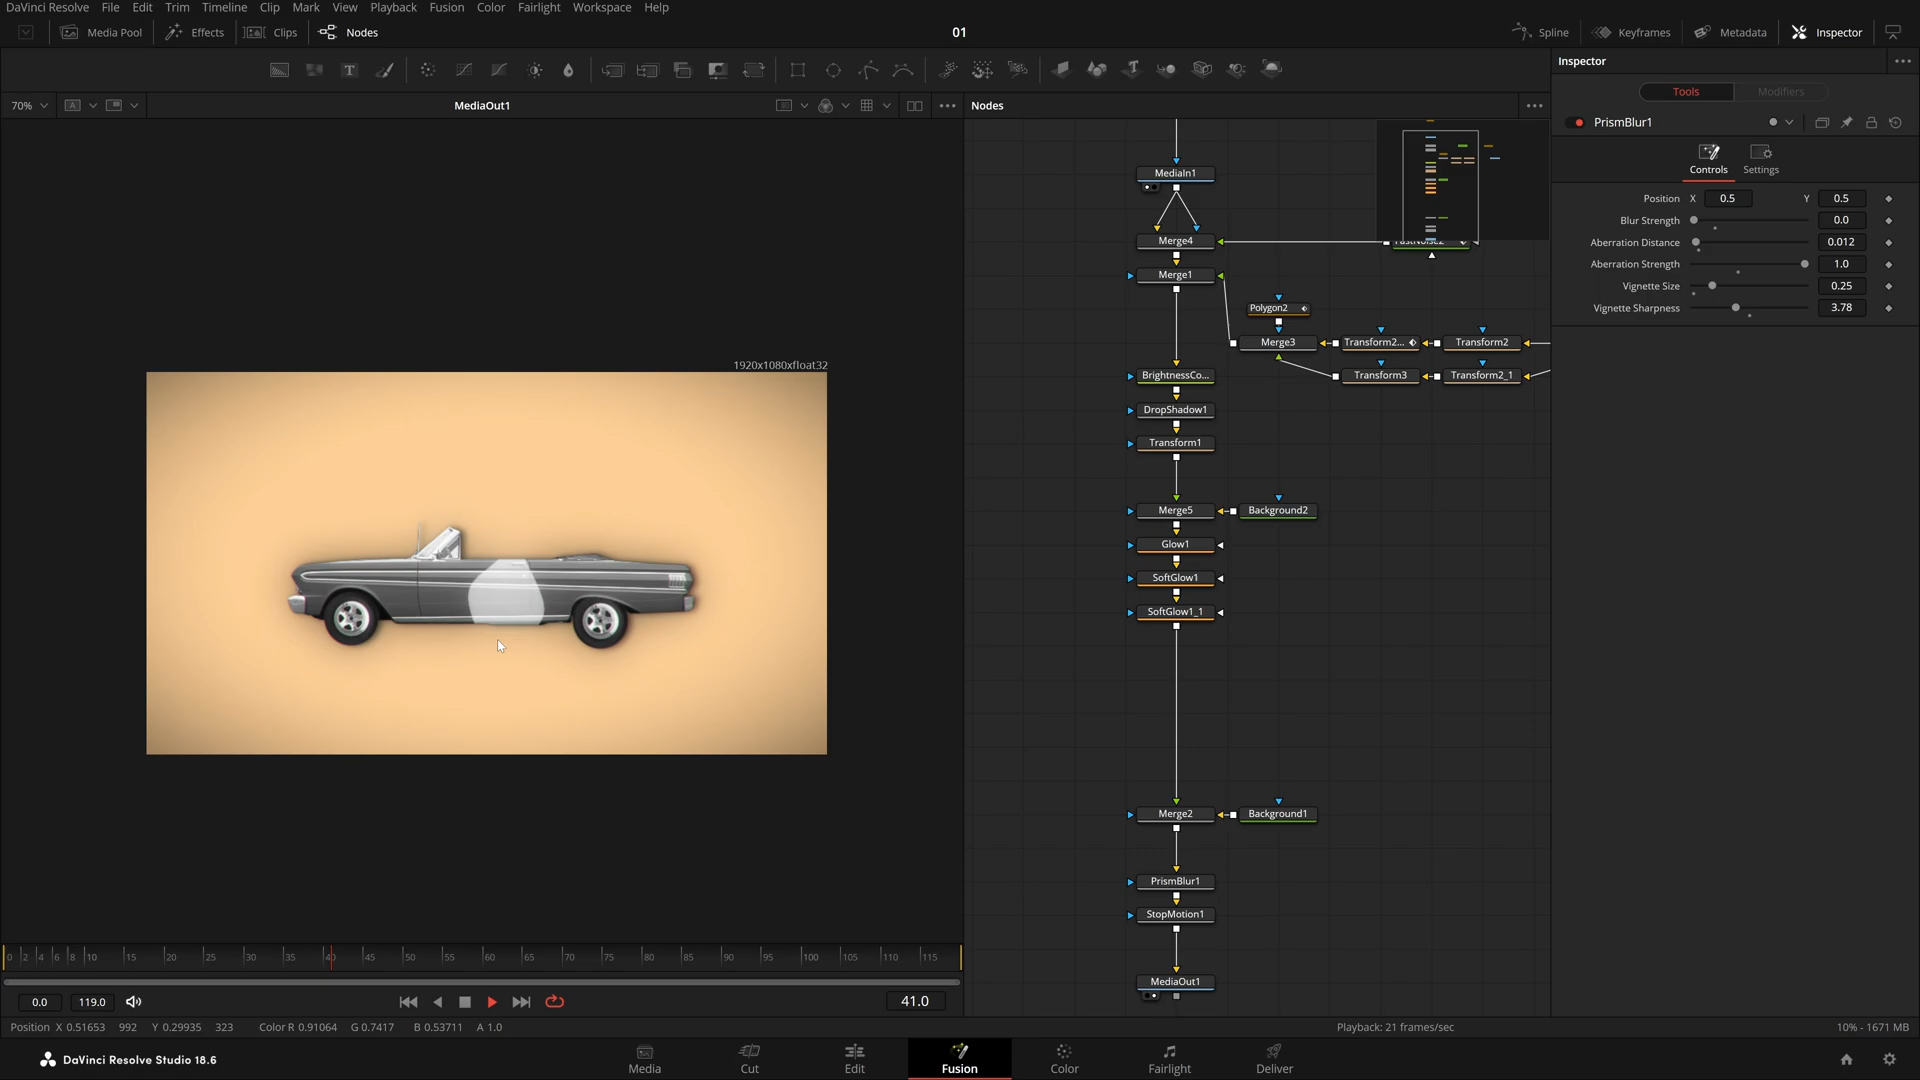 DaVinci Resolve File Edit Trim Timeline Clip Mark View Playback Fusion Color Fairlight Workspace Help
Media Pool Effects Clips Nodes 01 Spline Keyframes Metadata Inspector
Inspector
70% A MediaOut1 Nodes
Tools Modifiers
PrismBlur1
Controls Settings
Position X 0.5 Y 0.5
Blur Strength 0.0
Aberration Distance 0.012
Aberration Strength 1.0
Vignette Size 0.25
Vignette Sharpness 3.78
MediaIn1
Merge4
Merge1
Polygon2
Merge3 Transform2... Transform2
1920x1080xfloat32
BrightnessCo... Transform3 Transform2_1
DropShadow1
Transform1
Merge5 Background2
Glow1
SoftGlow1
SoftGlow1_1
Merge2 Background1
PrismBlur1
StopMotion1
0 2 4 6 8 10 15 20 25 30 35 40 45 50 55 60 65 70 75 80 85 90 95 100 105 110 115
MediaOut1
0.0 119.0 41.0
Position X 0.51653 992 Y 0.29935 323 Color R 0.91064 G 0.7417 B 0.53711 A 1.0 Playback: 21 frames/sec 10% - 1671 MB
DaVinci Resolve Studio 18.6 Media Cut Edit Fusion Color Fairlight Deliver